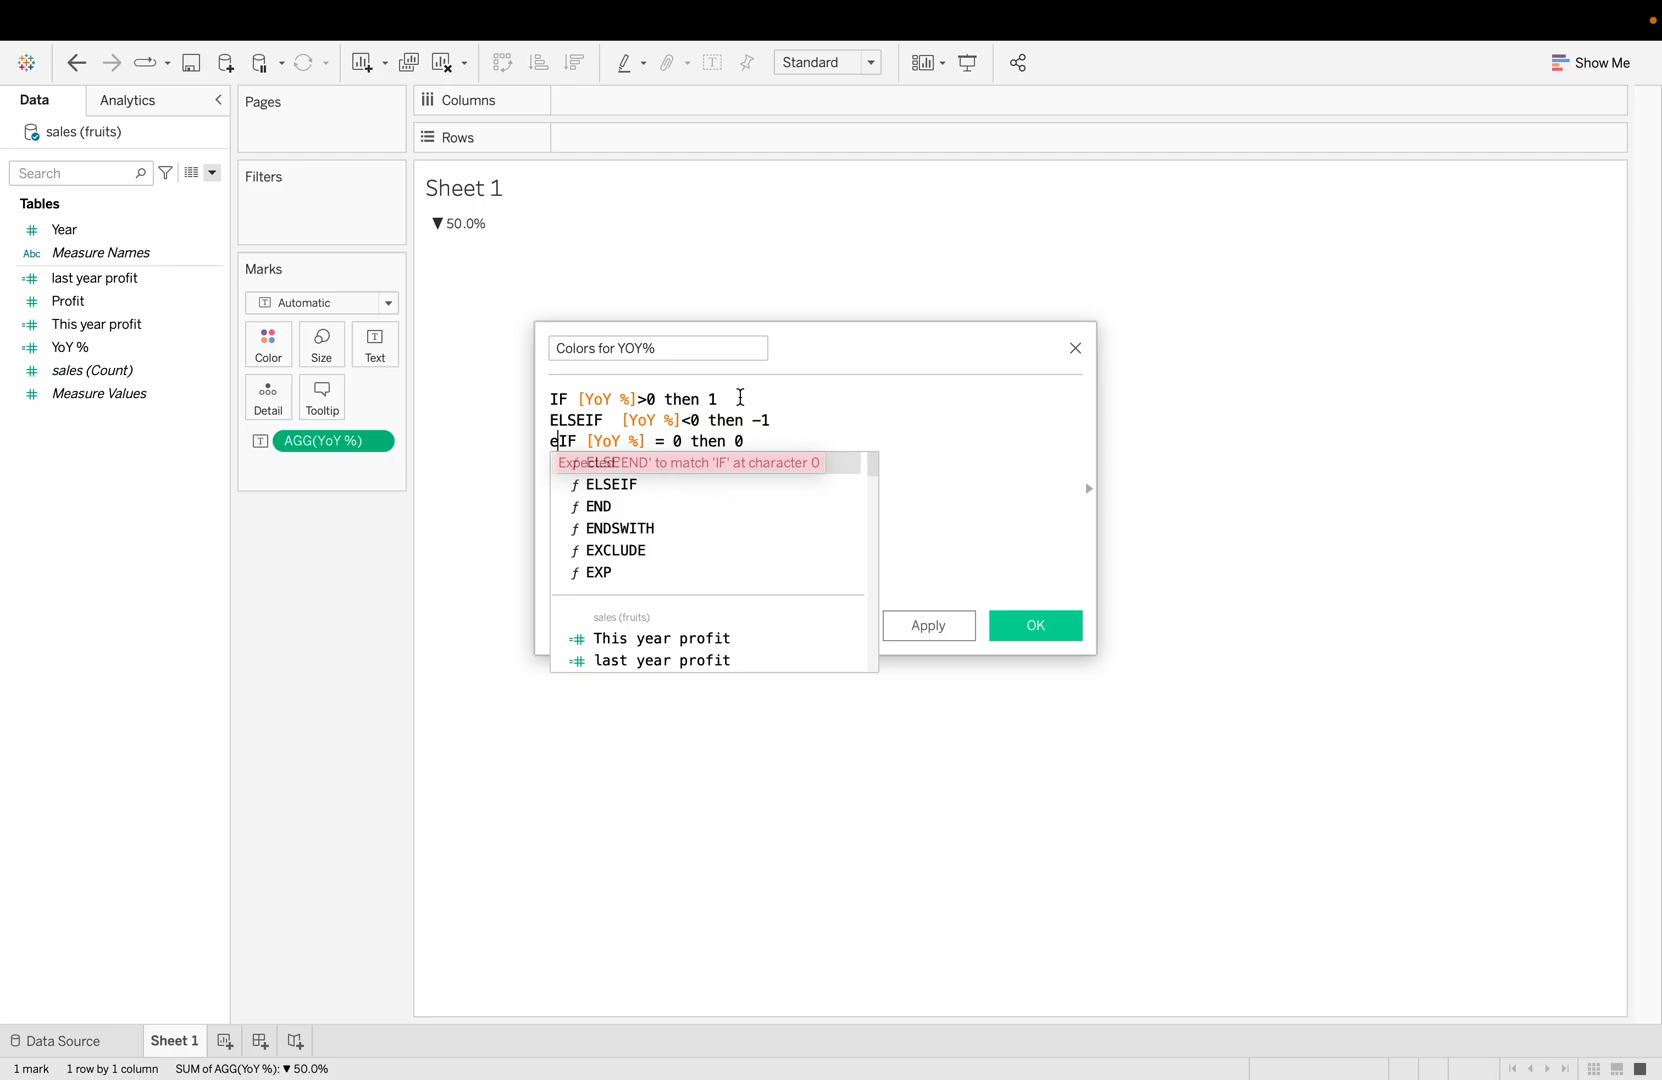 Standard
Show Me
Data
Analytics
sales (fruits)
Search
Tables
Year
Abc Measure Names
last year profit
Profit
This year profit
YoY %
sales (Count)
Measure Values
Pages
Filters
Marks
Automatic
Color
Size
Text
Detail
Tooltip
AGG(YoY %)
Columns
Rows
Sheet 1
▼50.0%
Colors for YOY%
IF [YoY %]>0 then 1
ELSEIF  [YoY %]<0 then -1
eIF [YoY %] = 0 then 0
Expected 'END' to match 'IF' at character 0
ELSE
ELSEIF
END
ENDSWITH
EXCLUDE
EXP
sales (fruits)
This year profit
last year profit
Apply
OK
Data Source
Sheet 1
1 mark
1 row by 1 column
SUM of AGG(YoY %): ▼50.0%